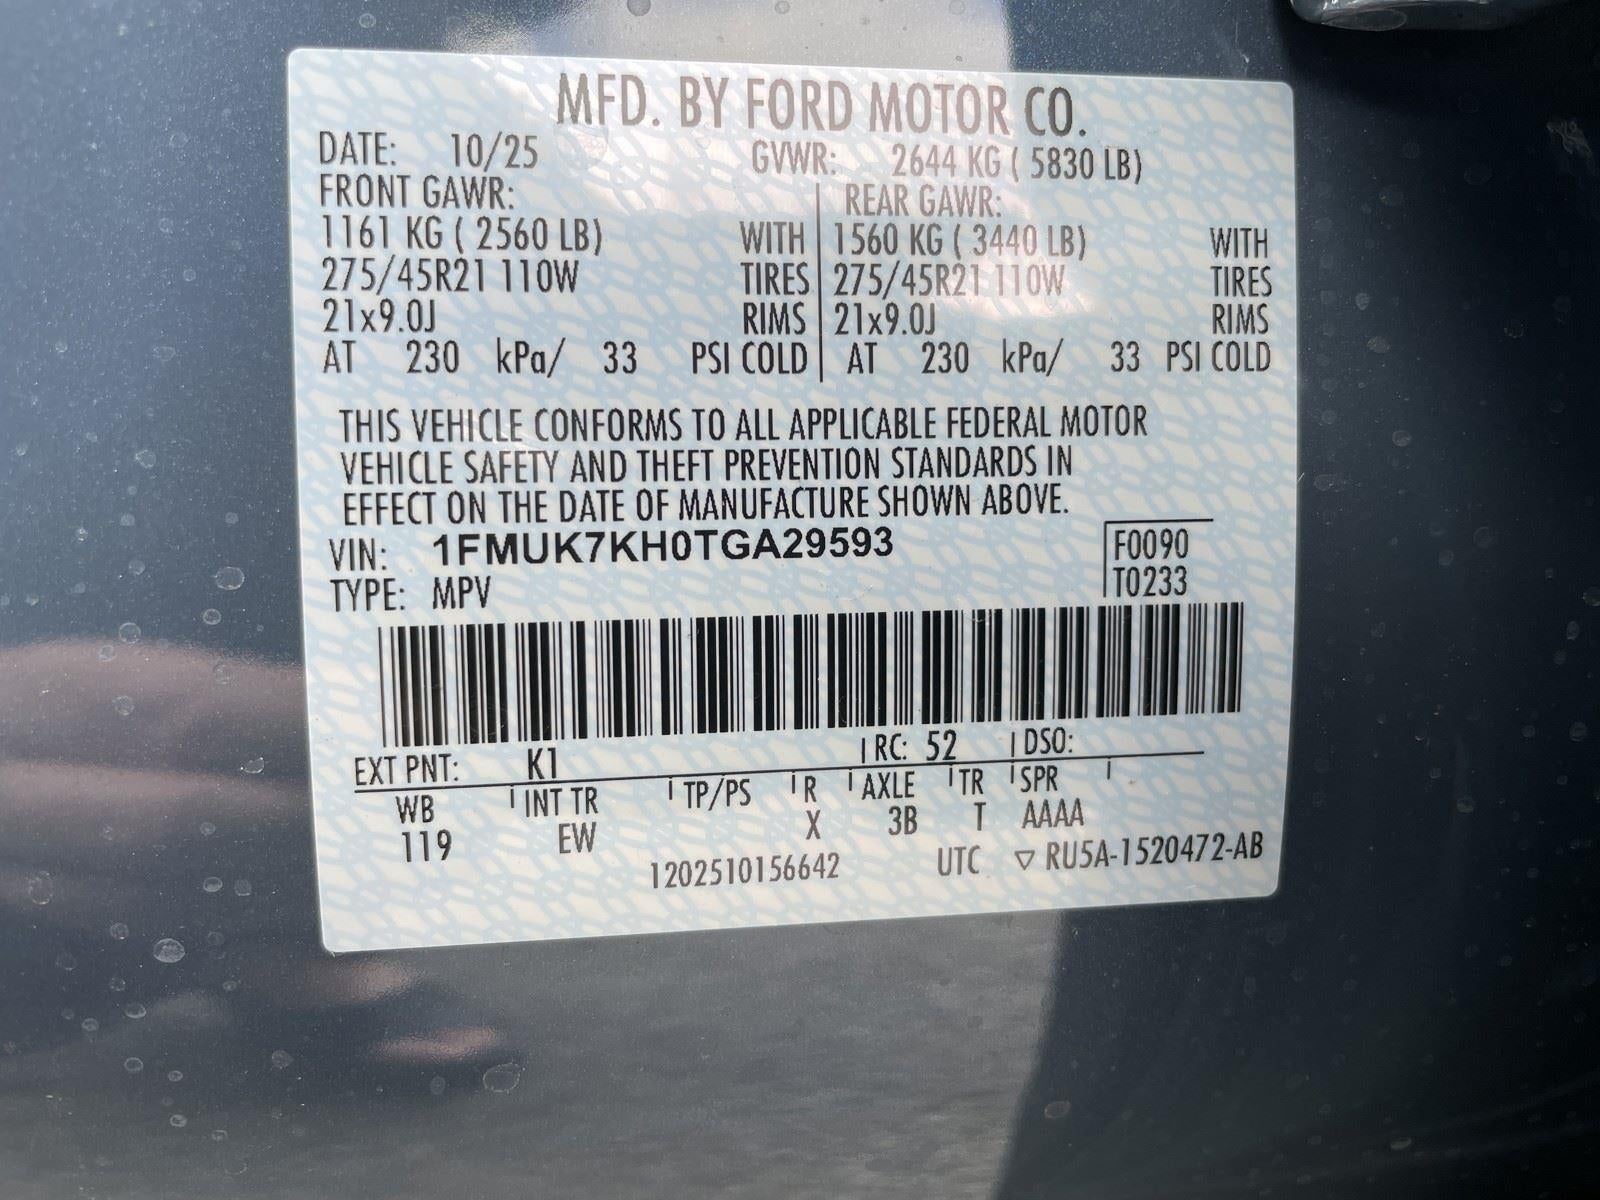 MFD. BY FORD MOTOR CO.
DATE: 10/25 GVWR: 2644 KG ( 5830 LB)
FRONT GAWR: REAR GAWR:
1161 KG ( 2560 LB) WITH 1560 KG ( 3440 LB) WITH
275/45R21 110W TIRES 275/45R21 110W TIRES
21x9.0J RIMS 21x9.0J RIMS
AT 230 kPa/ 33 PSI COLD AT 230 kPa/ 33 PSI COLD
THIS VEHICLE CONFORMS TO ALL APPLICABLE FEDERAL MOTOR
VEHICLE SAFETY AND THEFT PREVENTION STANDARDS IN
EFFECT ON THE DATE OF MANUFACTURE SHOWN ABOVE.
VIN: 1FMUK7KH0TGA29593 F0090
TYPE: MPV T0233
EXT PNT: K1 RC: 52 DSO:
WB INT TR TP/PS R AXLE TR SPR
119 EW X 3B T AAAA
1202510156642 UTC ▽ RU5A-1520472-AB